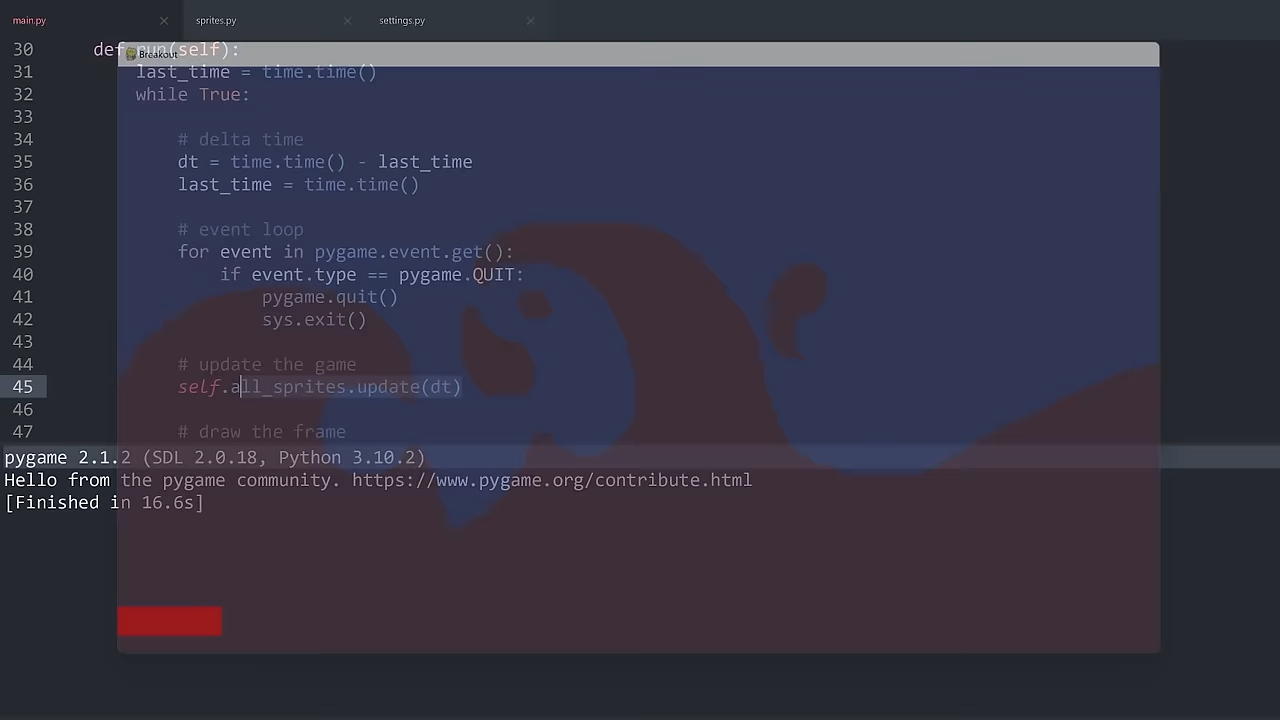 main.py sprites.py settings.py
30 def run(self):
Breakout
31 last_time = time.time()
32 while True:
33
34 # delta time
35 dt = time.time() - last_time
36 last_time = time.time()
37
38 # event loop
39 for event in pygame.event.get():
40 if event.type == pygame.QUIT:
41 pygame.quit()
42 sys.exit()
43
44 # update the game
45 self.all_sprites.update(dt)
46
47 # draw the frame
pygame 2.1.2 (SDL 2.0.18, Python 3.10.2)
Hello from the pygame community. https://www.pygame.org/contribute.html
[Finished in 16.6s]